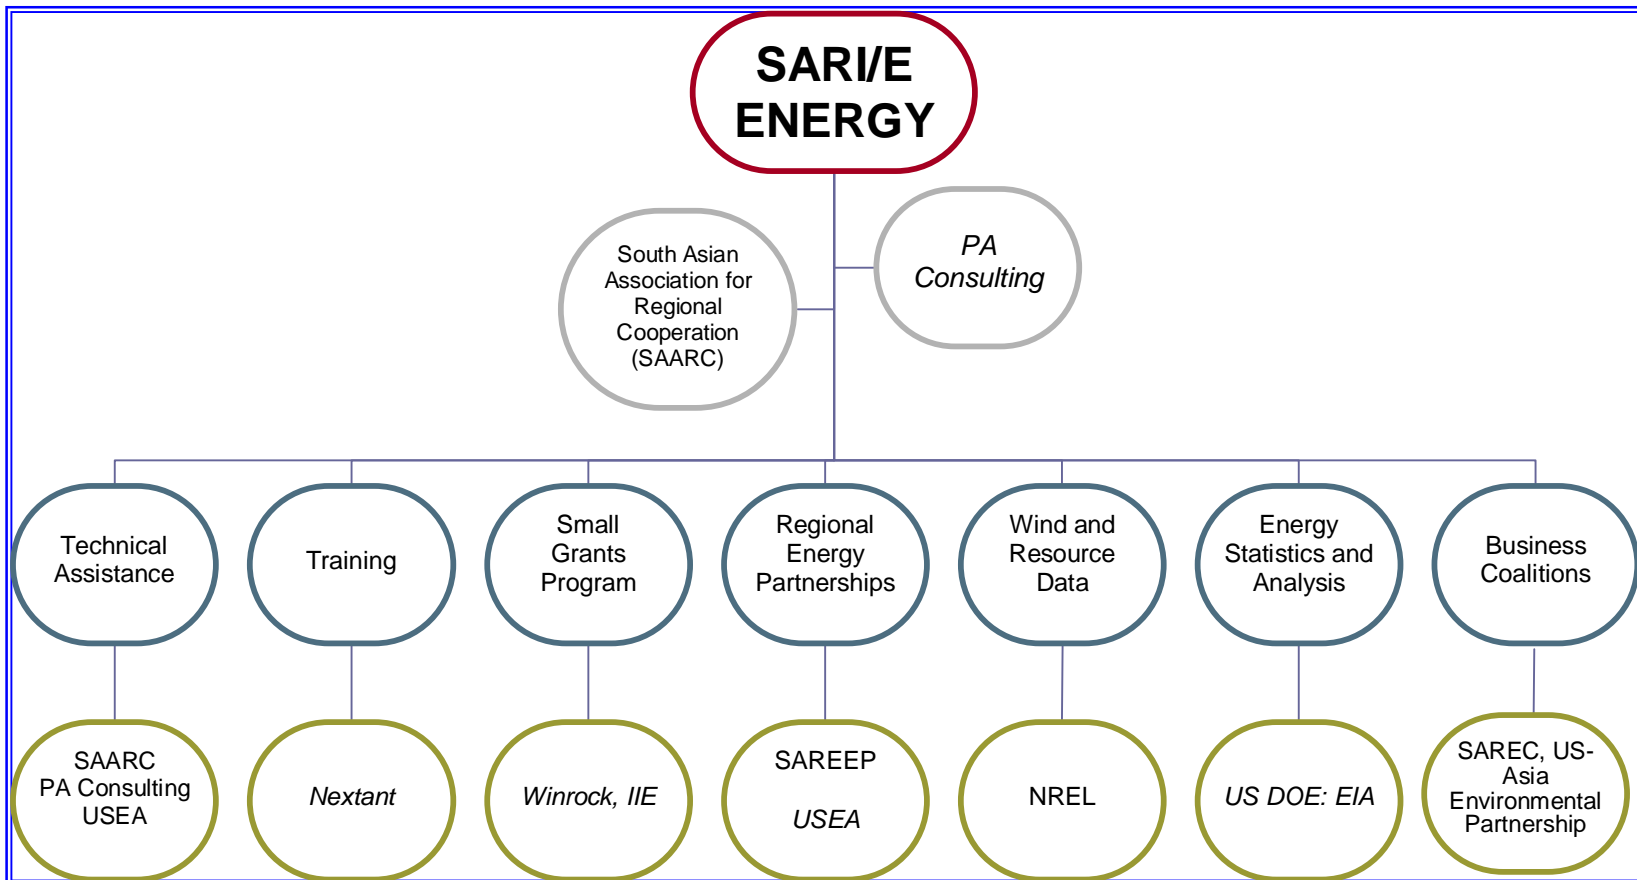 SARI/E
ENERGY
South Asian
Association for
Regional
Cooperation
(SAARC)
PA
Consulting
Technical
Assistance
Training
Small
Grants
Program
Regional
Energy
Partnerships
Wind and
Resource
Data
Energy
Statistics and
Analysis
Business
Coalitions
SAARC
PA Consulting
USEA
Nextant
Winrock, IIE
SAREEP
USEA
NREL
US DOE: EIA
SAREC, US-
Asia
Environmental
Partnership